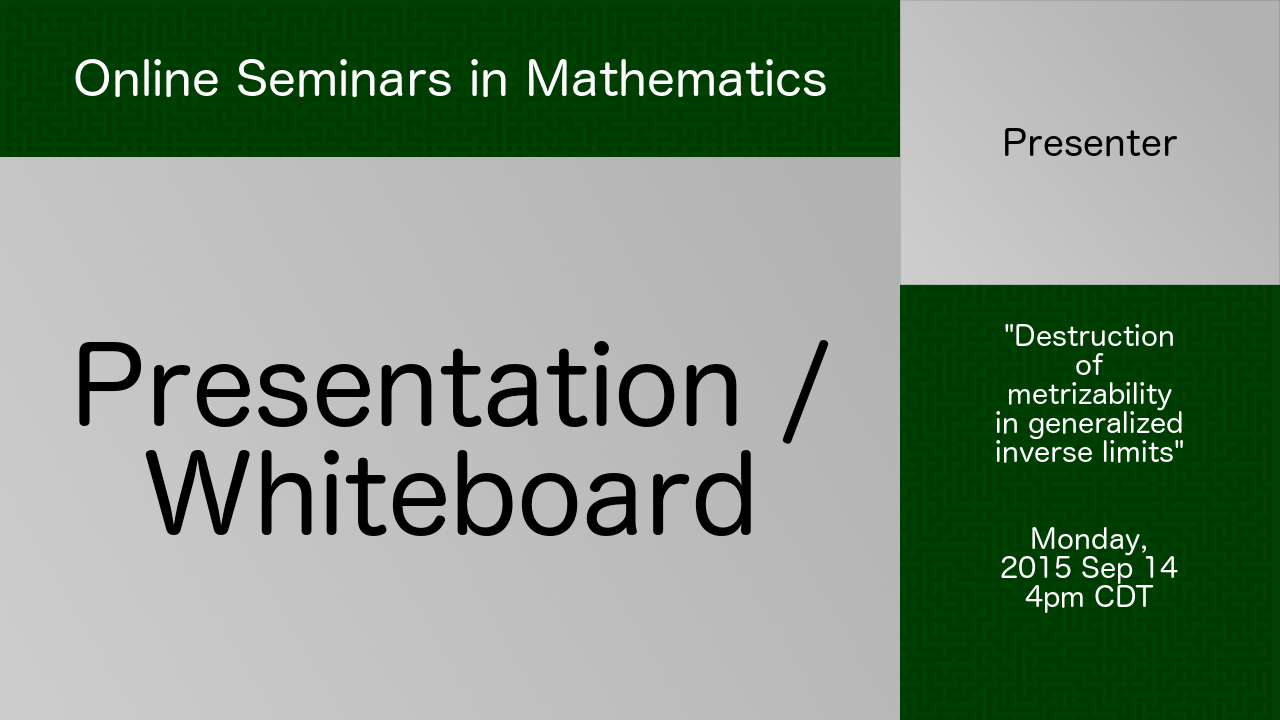 Online Seminars in Mathematics
Presenter
Presentation /
Whiteboard
"Destruction
of
metrizability
in generalized
inverse limits"
Monday,
2015 Sep 14
4pm CDT